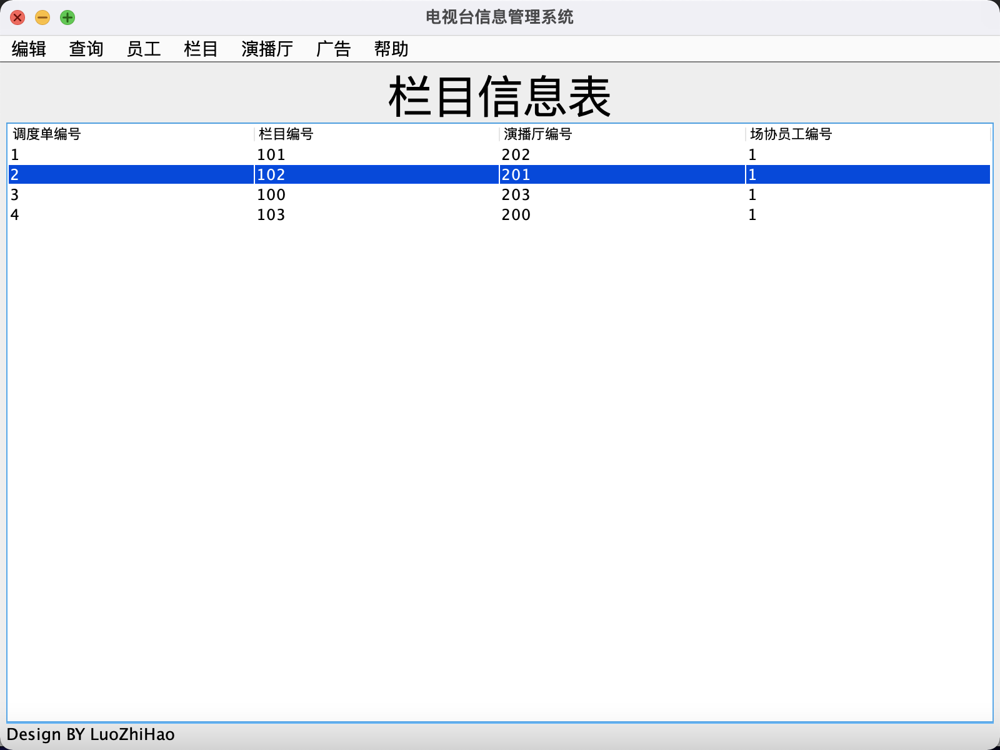 电视台信息管理系统
编辑 查询 员工 栏目 演播厅 广告 帮助
栏目信息表
调度单编号 栏目编号 演播厅编号 场协员工编号
1 101 202 1
2 102 201 1
3 100 203 1
4 103 200 1
Design BY LuoZhiHao